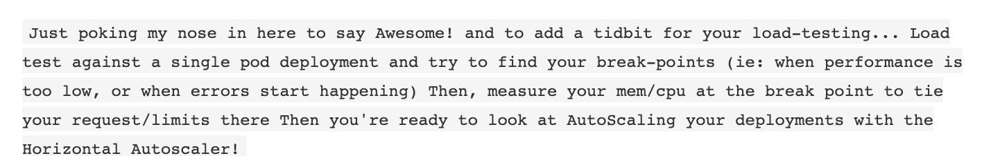 Just poking my nose in here to say Awesome! and to add a tidbit for your load-testing... Load
test against a single pod deployment and try to find your break-points (ie: when performance is
too low, or when errors start happening) Then, measure your mem/cpu at the break point to tie
your request/limits there Then you're ready to look at AutoScaling your deployments with the
Horizontal Autoscaler!